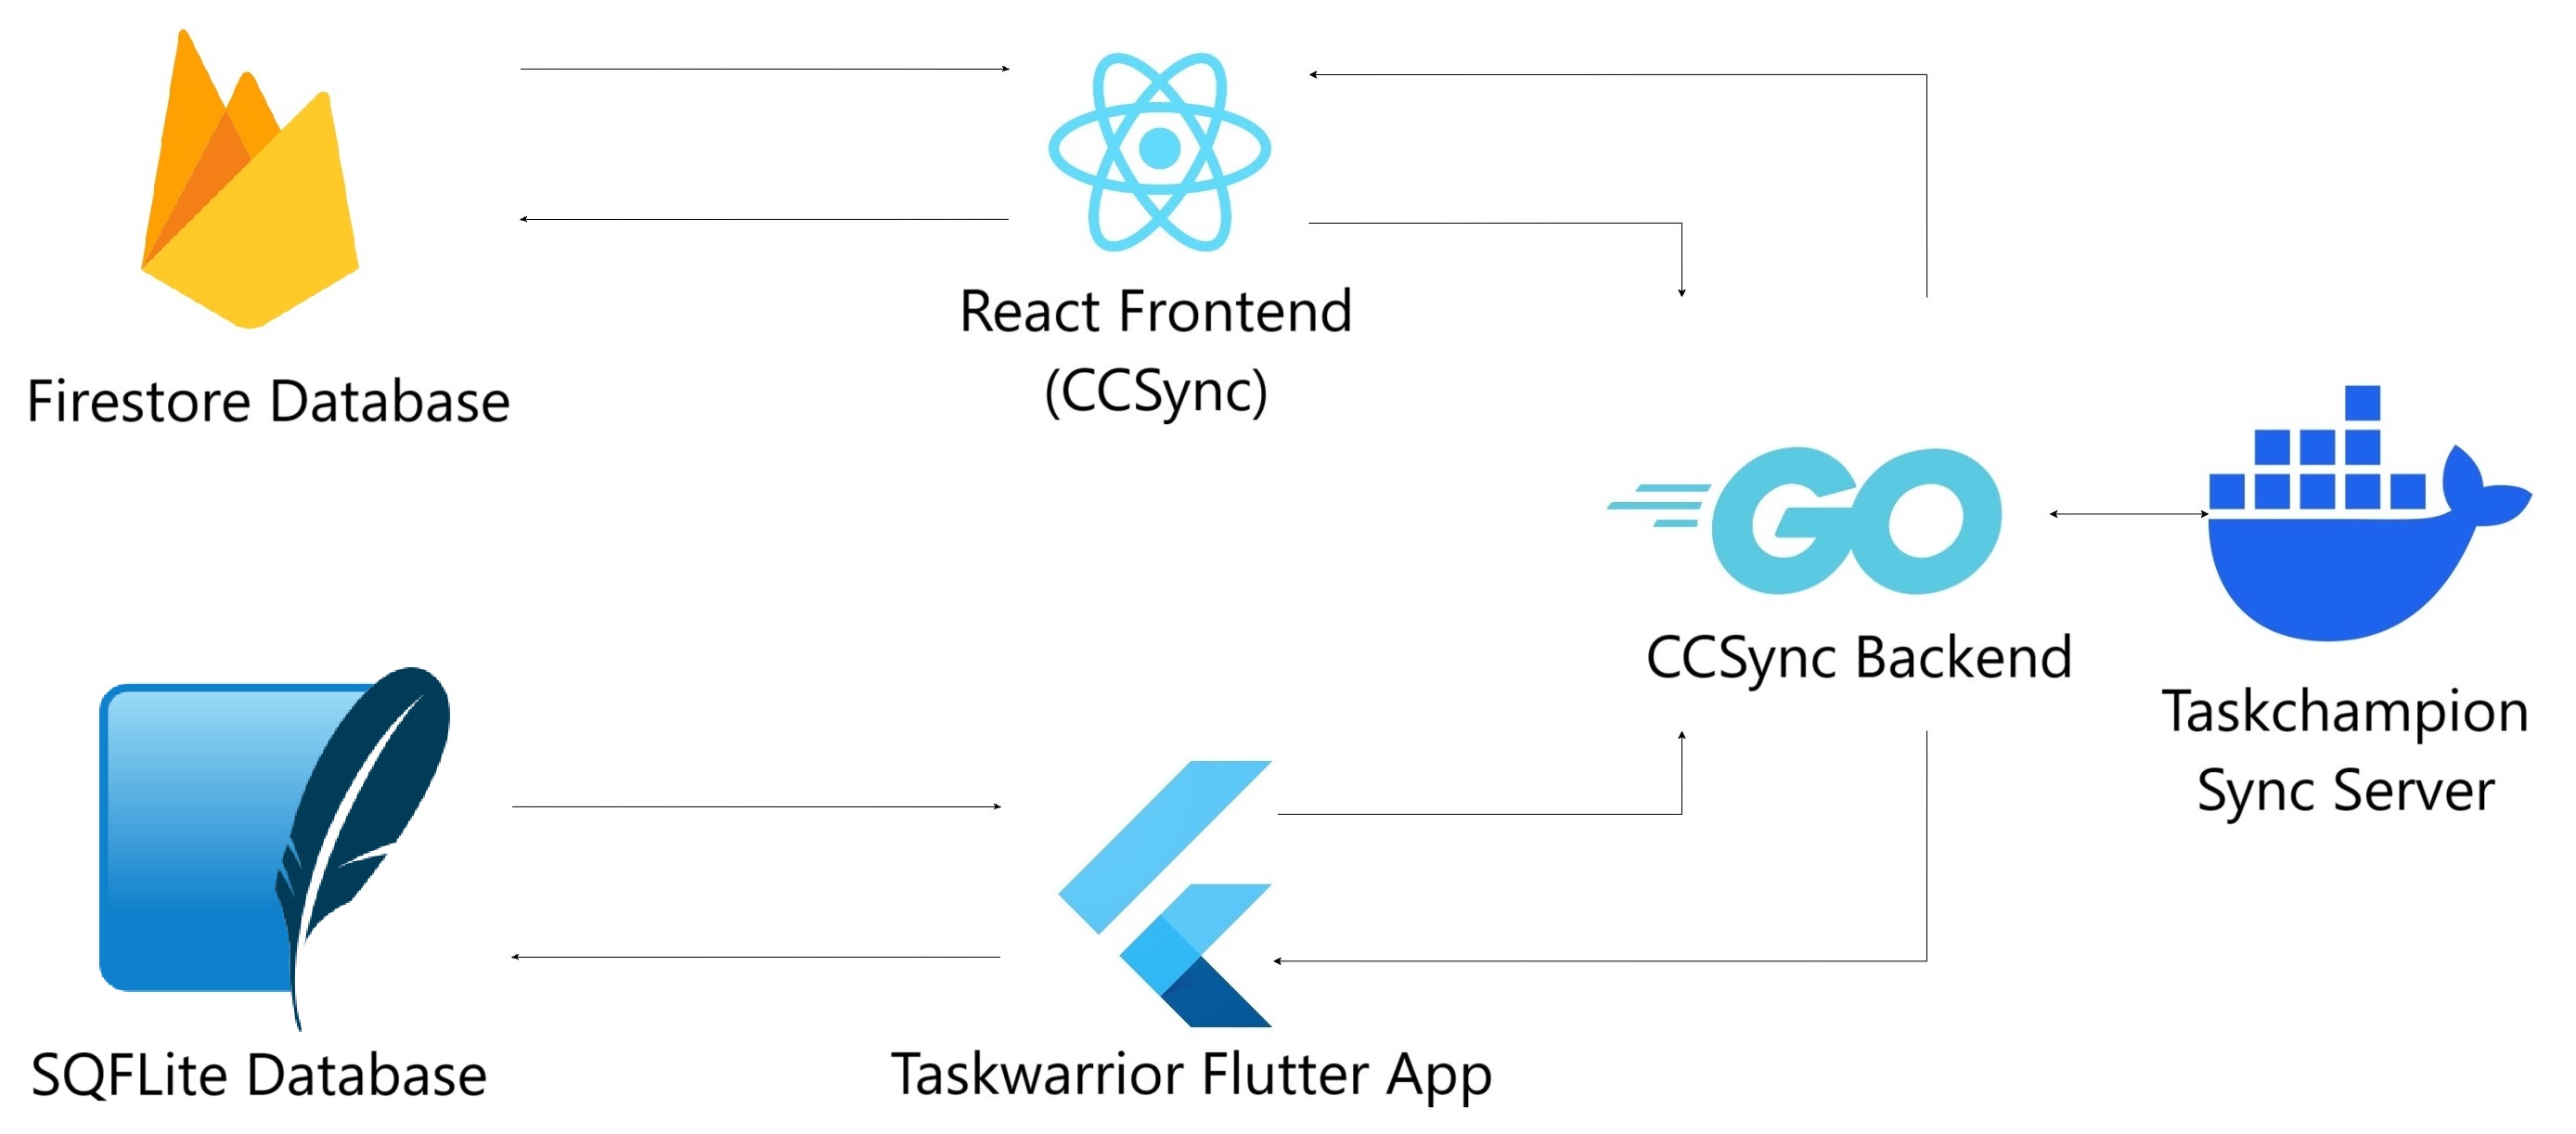 React Frontend
(CCSync)
Firestore Database
GO
CCSync Backend
Taskchampion
Sync Server
SQFLite Database
Taskwarrior Flutter App